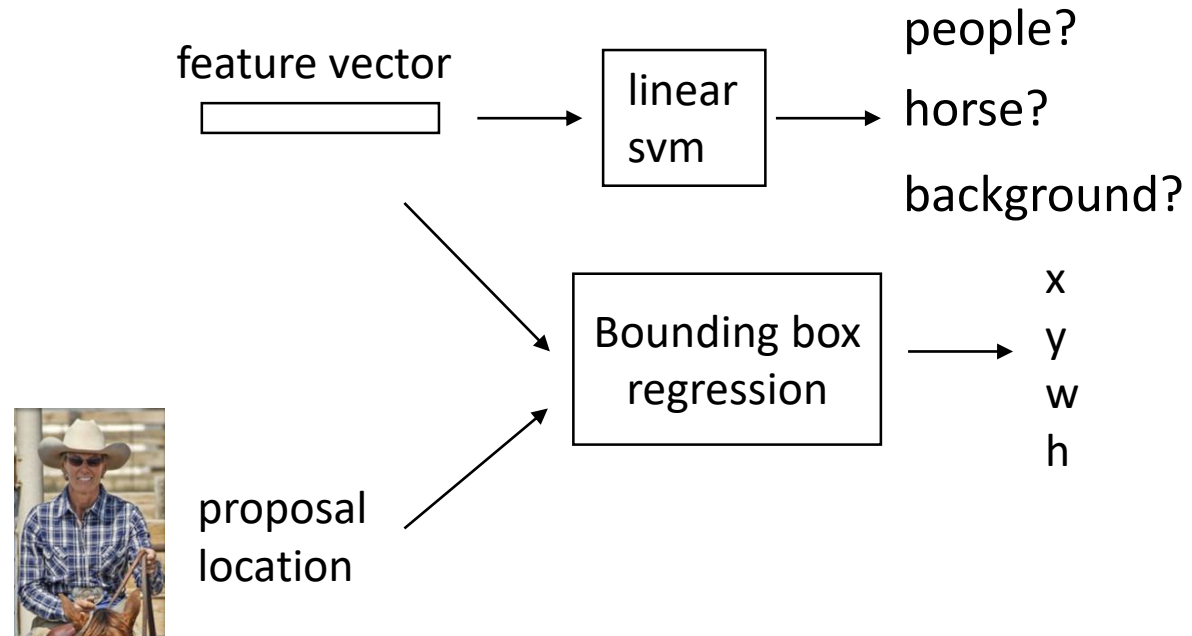 feature vector
linear
svm
people?
horse?
background?
Bounding box
regression
x
y
w
h
proposal
location